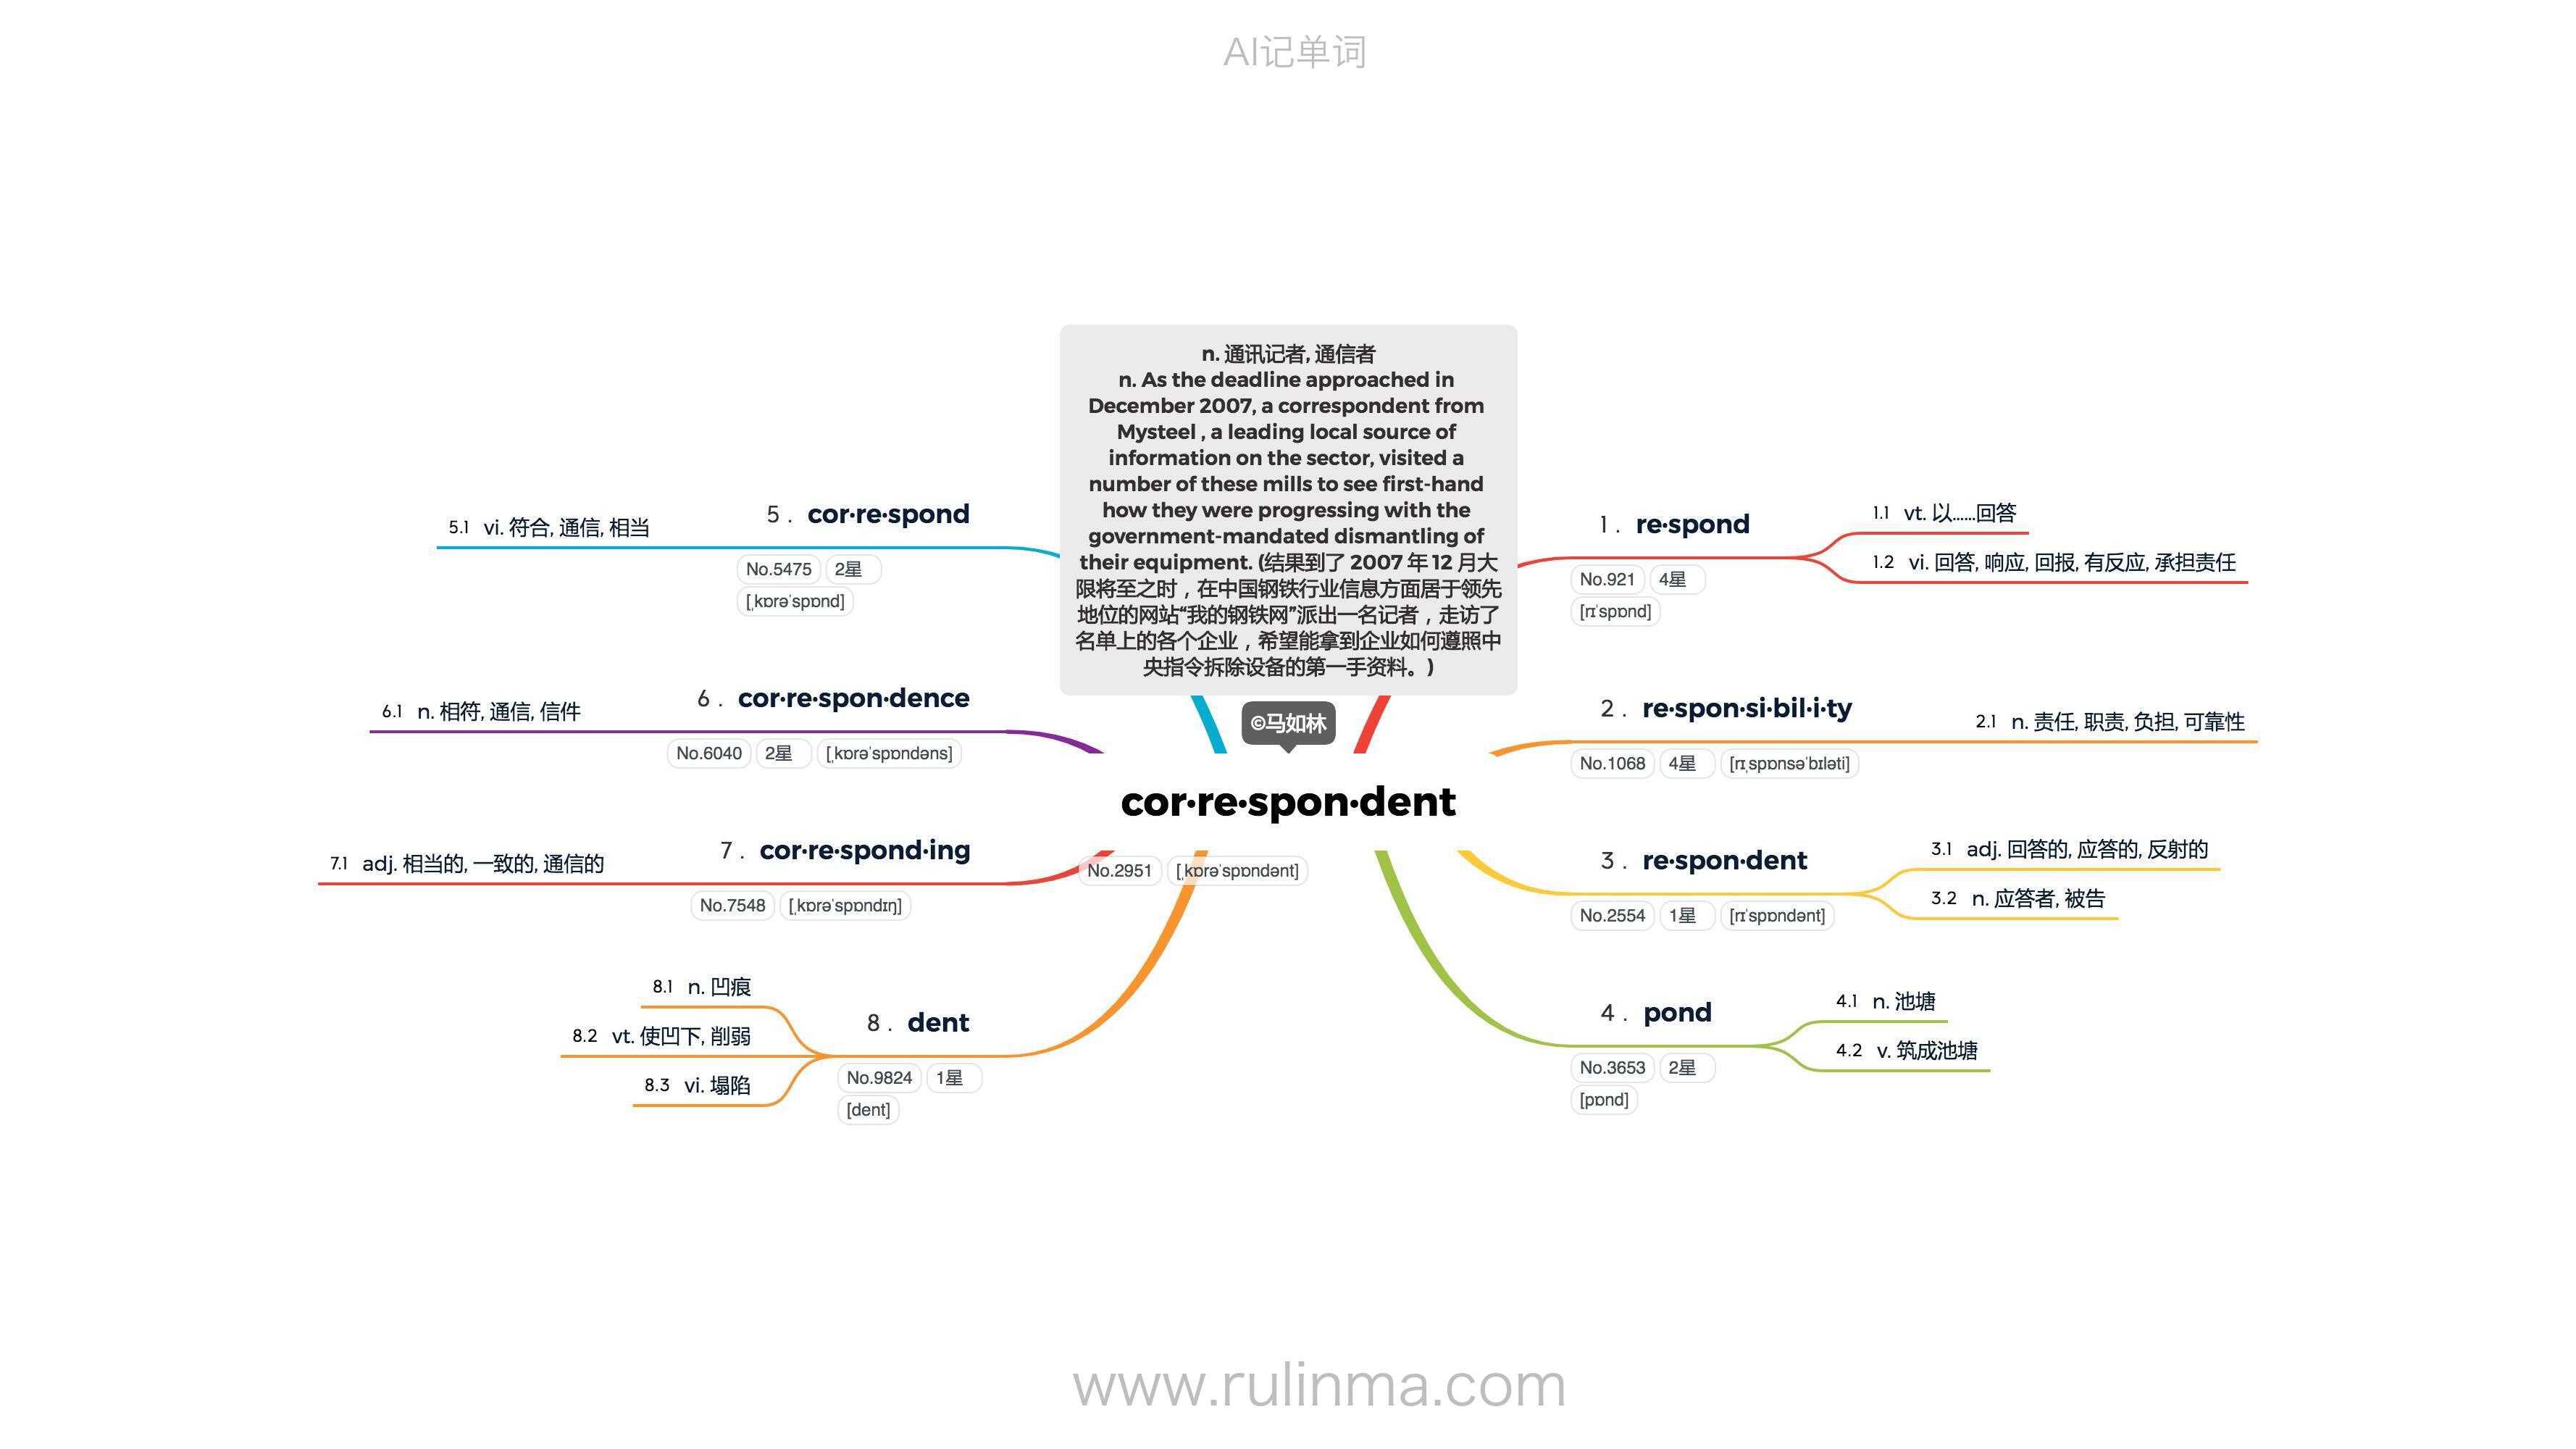 AI记单词
n. 通讯记者, 通信者
n. As the deadline approached in
December 2007, a correspondent from
Mysteel , a leading local source of
information on the sector, visited a
number of these mills to see first-hand
how they were progressing with the
government-mandated dismantling of
their equipment. (结果到了 2007 年 12 月大
限将至之时，在中国钢铁行业信息方面居于领先
地位的网站“我的钢铁网”派出一名记者，走访了
名单上的各个企业，希望能拿到企业如何遵照中
央指令拆除设备的第一手资料。)
©马如林
cor·re·spon·dent
No.2951 [ˌkɒrəˈspɒndənt]
1 . re·spond
No.921 4星
[rɪˈspɒnd]
1.1 vt. 以......回答
1.2 vi. 回答, 响应, 回报, 有反应, 承担责任
2 . re·spon·si·bil·i·ty
No.1068 4星 [rɪˌspɒnsəˈbɪləti]
2.1 n. 责任, 职责, 负担, 可靠性
3 . re·spon·dent
No.2554 1星 [rɪˈspɒndənt]
3.1 adj. 回答的, 应答的, 反射的
3.2 n. 应答者, 被告
4 . pond
No.3653 2星
[pɒnd]
4.1 n. 池塘
4.2 v. 筑成池塘
5 . cor·re·spond
No.5475 2星
[ˌkɒrəˈspɒnd]
5.1 vi. 符合, 通信, 相当
6 . cor·re·spon·dence
No.6040 2星 [ˌkɒrəˈspɒndəns]
6.1 n. 相符, 通信, 信件
7 . cor·re·spond·ing
No.7548 [ˌkɒrəˈspɒndɪŋ]
7.1 adj. 相当的, 一致的, 通信的
8 . dent
No.9824 1星
[dent]
8.1 n. 凹痕
8.2 vt. 使凹下, 削弱
8.3 vi. 塌陷
www.rulinma.com